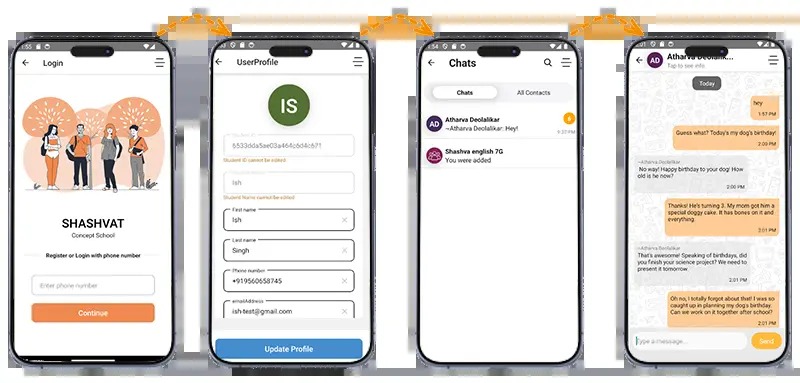 1:55
Login
SHASHVAT
Concept School
Register or Login with phone number
Enter phone number
Continue
UserProfile
IS
Student ID
6533dda5ae03a464c6d4c671
Student ID cannot be edited
Ish
Student Name cannot be edited
First name
Ish
Last name
Singh
Phone number
+919560658745
emailAddress
ish-test@gmail.com
Update Profile
Chats
Chats
All Contacts
AD
Atharva Deolalikar
~Atharva Deolalikar: Hey!
Shashva english 7G
You were added
AD
Atharva Deolalik...
Tap to see info
Today
hey
1:57 PM
Guess what? Today's my dog's birthday!
2:00 PM
~Atharva Deolalikar
No way! Happy birthday to your dog! How
old is he now?
2:00 PM
Thanks! He's turning 3. My mom got him a
special doggy cake. It has bones on it and
everything.
2:01 PM
~Atharva Deolalikar
That's awesome! Speaking of birthdays, did
you finish your science project? We need to
present it tomorrow.
2:01 PM
Oh no, I totally forgot about that! I was so
caught up in planning my dog's birthday.
Can we work on it together after school?
2:01 PM
Type a message...
Send